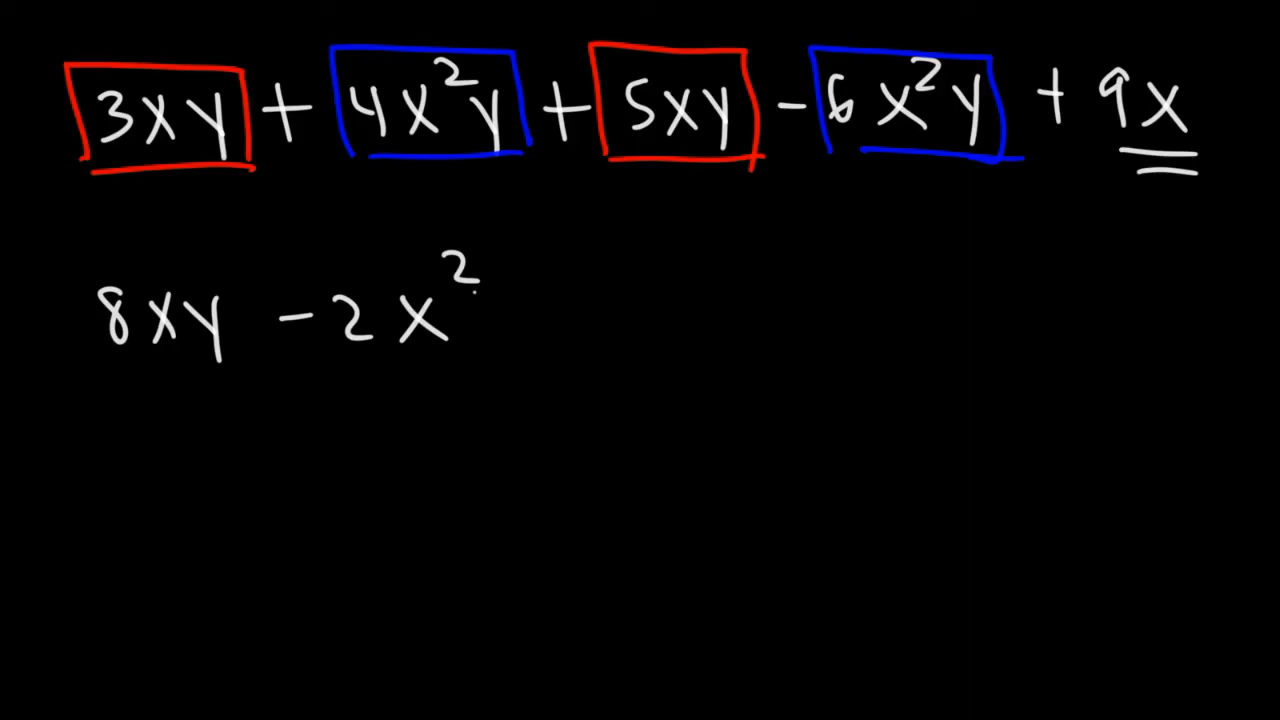 3xy + 4x²y + 5xy - 6x²y + 9x
8xy - 2x²